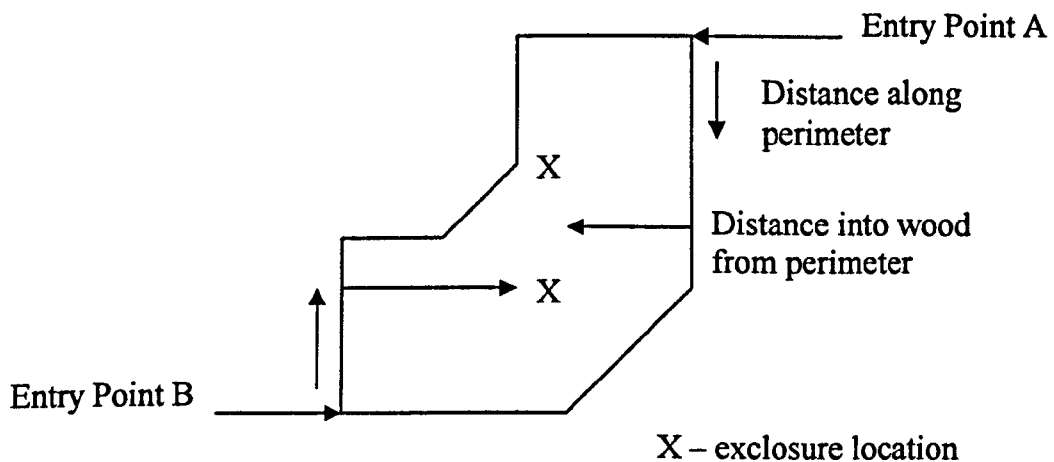 Entry Point A
Distance along
perimeter
X
Distance into wood
from perimeter
X
Entry Point B
X – exclosure location